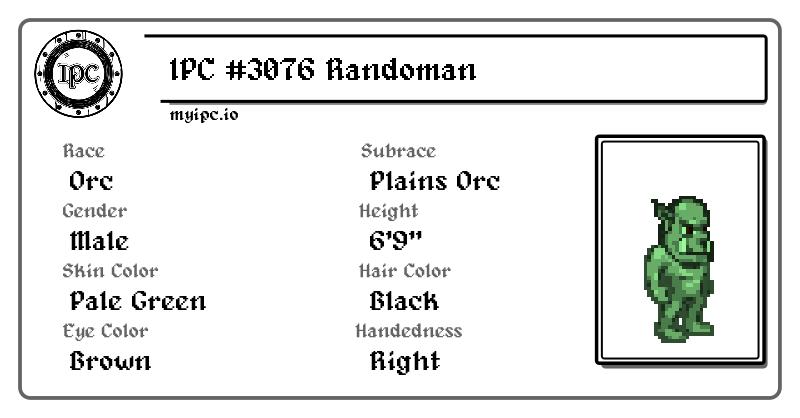 IPC
IPC #3076 Randoman
myipc.io
Race
Subrace
Orc
Plains Orc
Gender
Height
Male
6'9"
Skin Color
Hair Color
Pale Green
Black
Eye Color
Handedness
Brown
Right